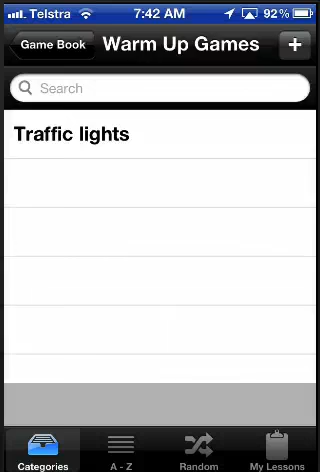 Telstra 7:42 AM 92%
Game Book Warm Up Games +
Search
Traffic lights
Categories A - Z Random My Lessons